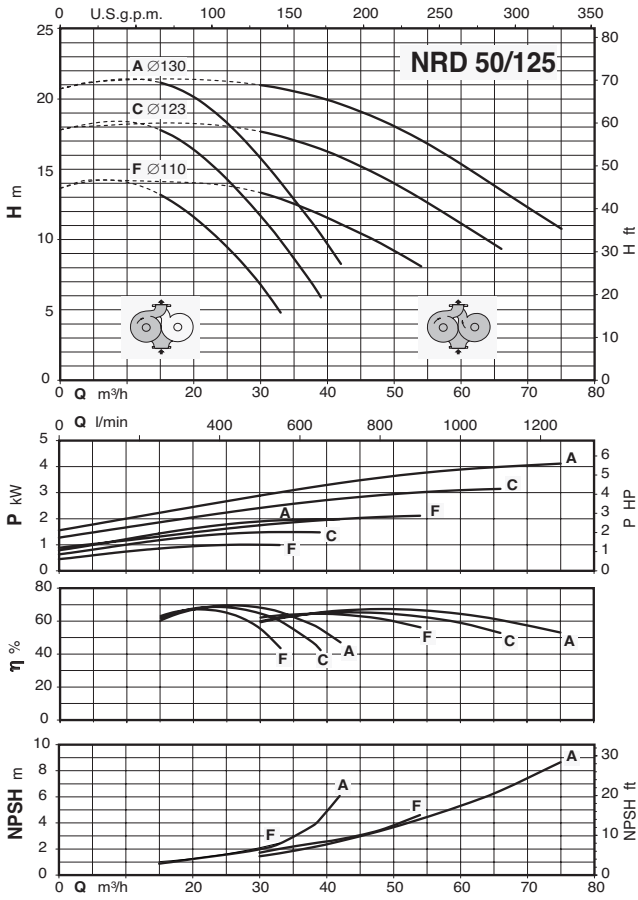 0 U.S.g.p.m. 100 150 200 250 300 350
25 20 15 10 5 0
H m
80 70 60 50 40 30 20 10 0
H ft
NRD 50/125
A ∅130
C ∅123
F ∅110
0 Q m³/h 20 30 40 50 60 70 80
0 Q l/min 400 600 800 1000 1200
5 4 3 2 1 0
P kW
6 5 4 3 2 1 0
P HP
A
C
A F
C
F
80 60 40 20 0
η %
F C A F C A
10 8 6 4 2 0
NPSH m
30 20 10 0
NPSH ft
A
A F
F
0 Q m³/h 20 30 40 50 60 70 80